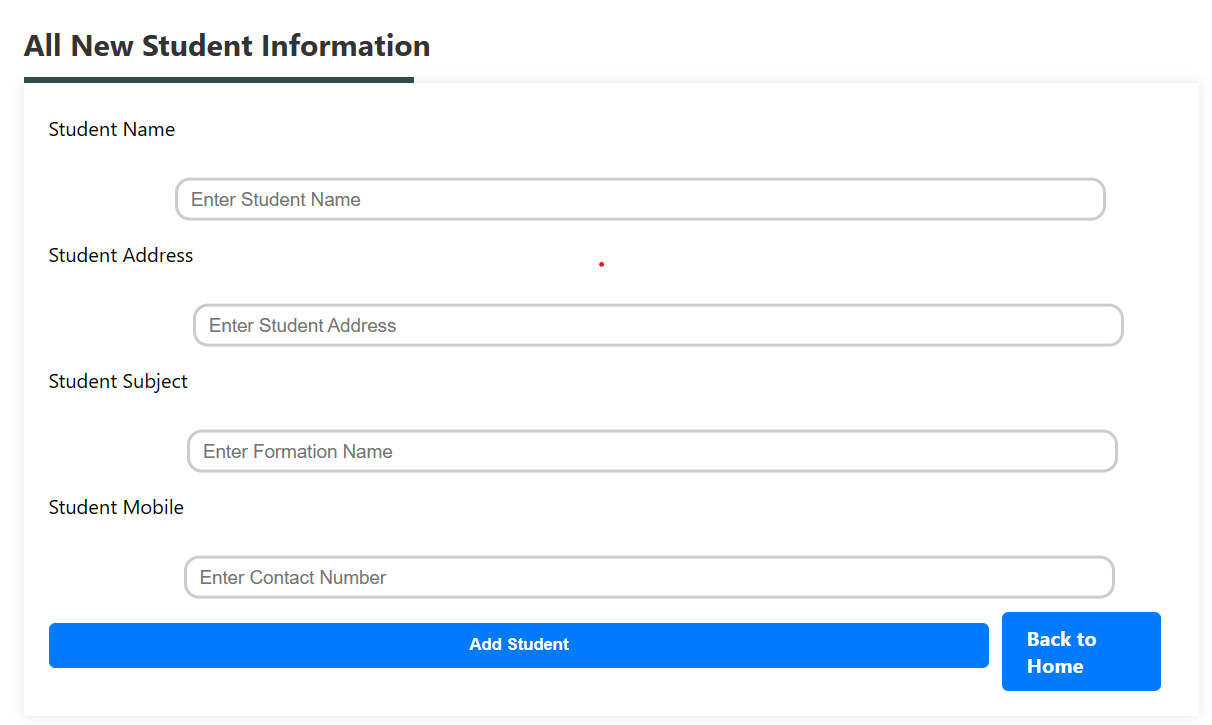 All New Student Information
Student Name
Enter Student Name
Student Address
Enter Student Address
Student Subject
Enter Formation Name
Student Mobile
Enter Contact Number
Add Student
Back to
Home